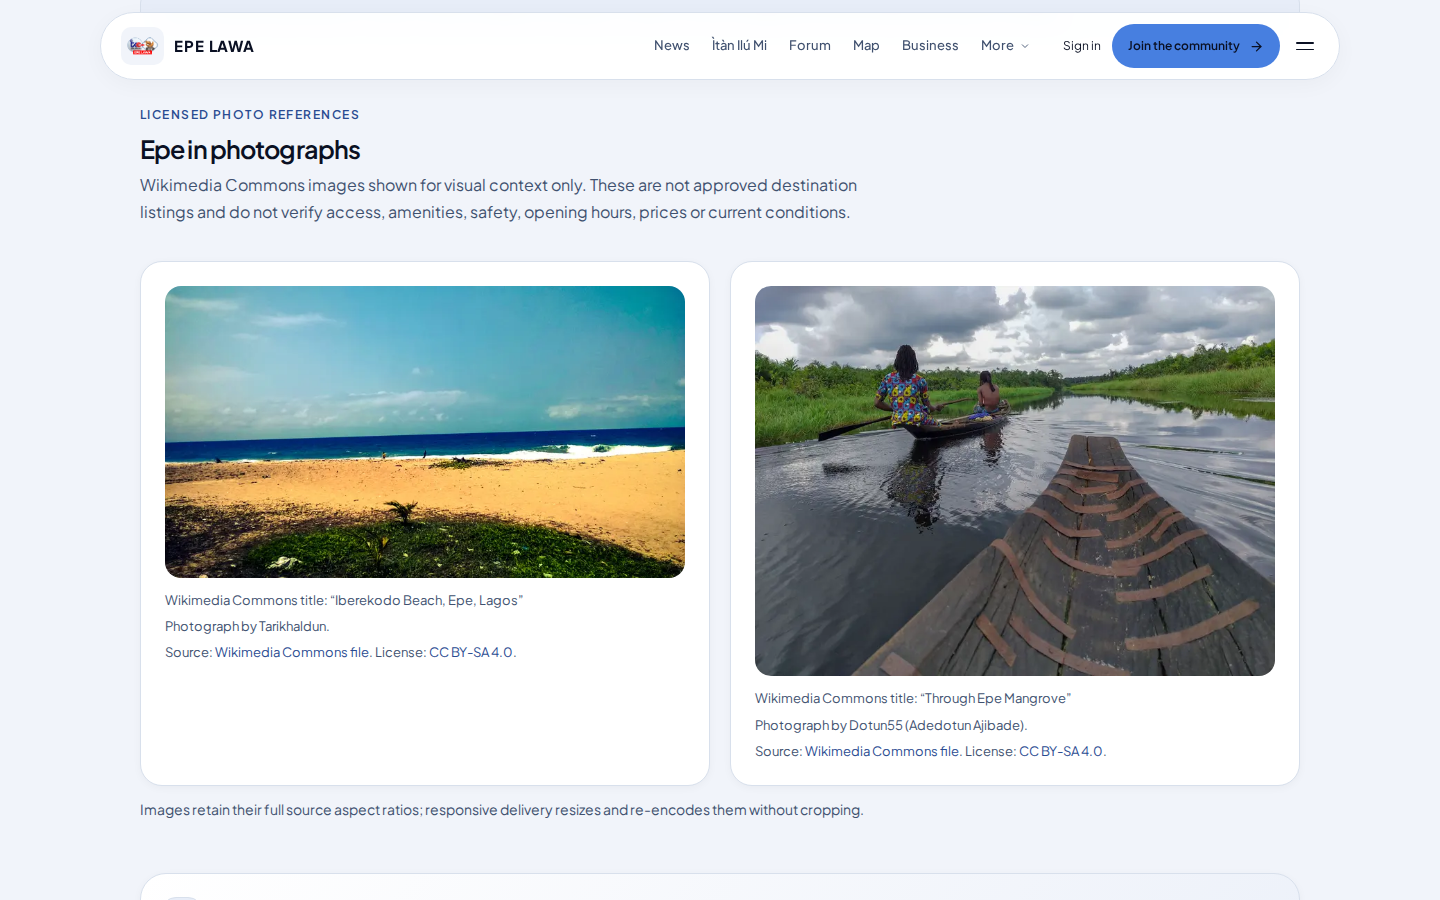 EPE LAWA
News
Ìtàn Ilú Mi
Forum
Map
Business
More
Sign in
Join the community
LICENSED PHOTO REFERENCES
Epe in photographs
Wikimedia Commons images shown for visual context only. These are not approved destination
listings and do not verify access, amenities, safety, opening hours, prices or current conditions.
Wikimedia Commons title: “Iberekodo Beach, Epe, Lagos”
Photograph by Tarikhaldun.
Source: Wikimedia Commons file. License: CC BY-SA 4.0.
Wikimedia Commons title: “Through Epe Mangrove”
Photograph by Dotun55 (Adedotun Ajibade).
Source: Wikimedia Commons file. License: CC BY-SA 4.0.
Images retain their full source aspect ratios; responsive delivery resizes and re-encodes them without cropping.